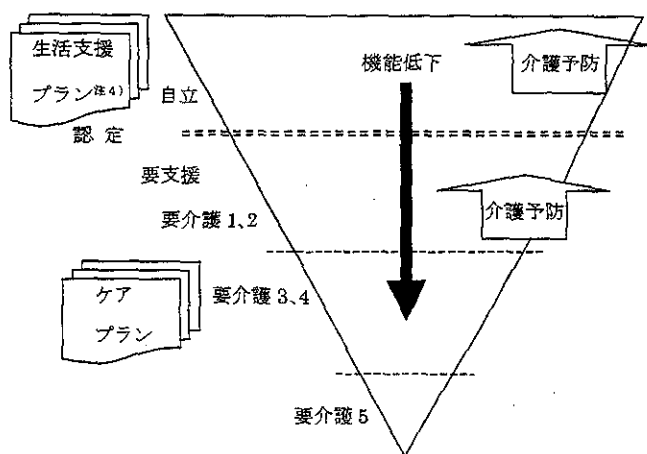 生活支援
プラン注4)
自立
認定
機能低下
介護予防
要支援
要介護1、2
介護予防
ケア
プラン
要介護3、4
要介護5